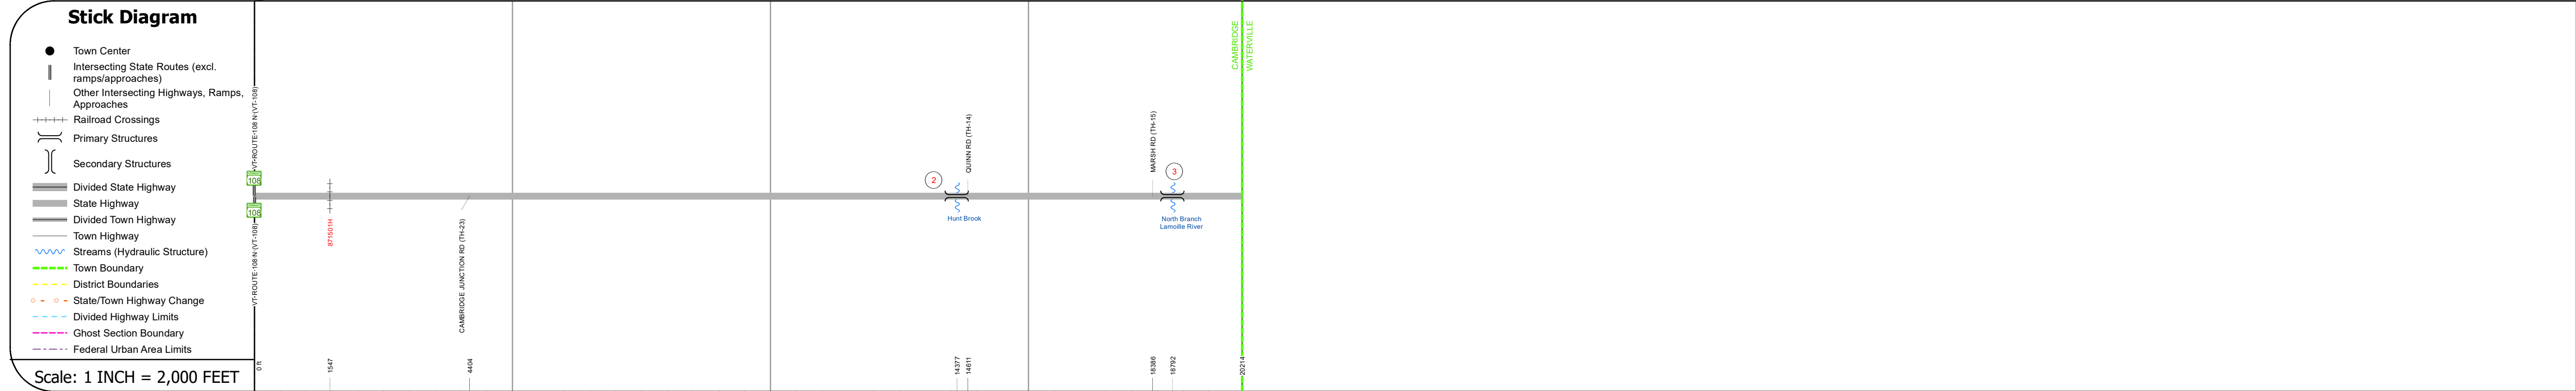 Stick Diagram
Town Center
Intersecting State Routes (excl.
ramps/approaches)
Other Intersecting Highways, Ramps,
Approaches
Railroad Crossings
Primary Structures
Secondary Structures
Divided State Highway
State Highway
Divided Town Highway
Town Highway
Streams (Hydraulic Structure)
Town Boundary
District Boundaries
State/Town Highway Change
Divided Highway Limits
Ghost Section Boundary
Federal Urban Area Limits
Scale: 1 INCH = 2,000 FEET
VT-ROUTE-108 N (VT-108)
108
108
VT-ROUTE-108 N (VT-108)
0 ft
871501H
1547
CAMBRIDGE JUNCTION RD (TH-23)
4404
2
Hunt Brook
14377
QUINN RD (TH-14)
14611
MARSH RD (TH-15)
18386
3
North Branch
Lamoille River
18792
CAMBRIDGE
WATERVILLE
20214